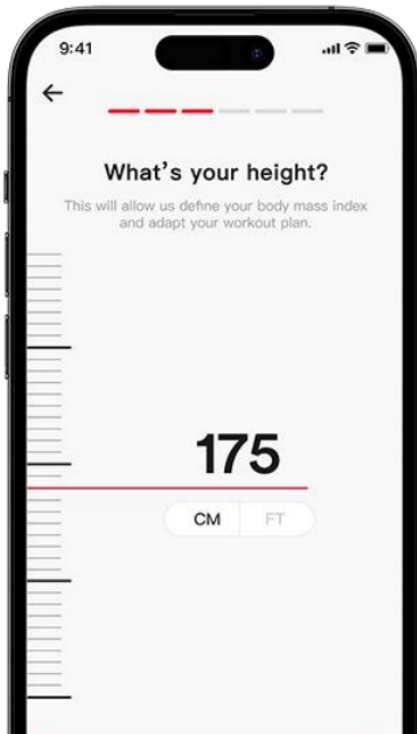 9:41
What's your height?
This will allow us define your body mass index
and adapt your workout plan.
175
CM FT